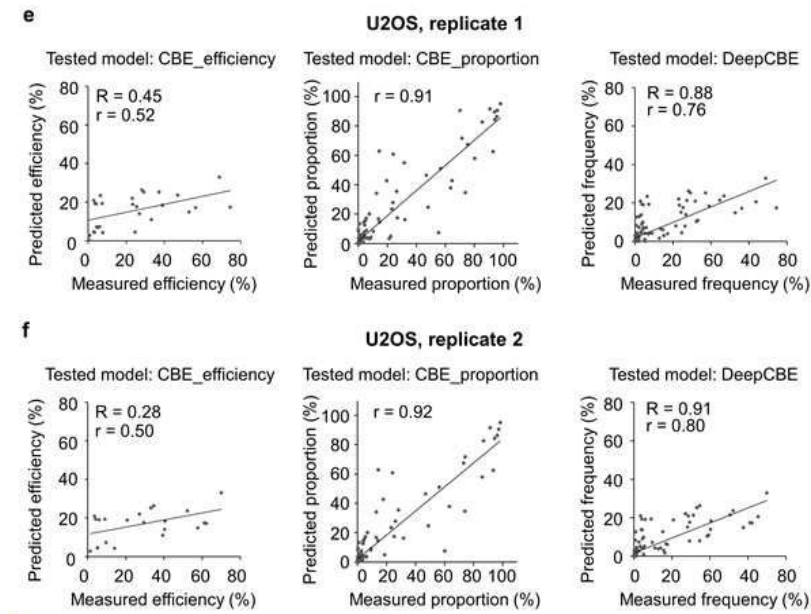 e
U2OS, replicate 1
Tested model: CBE_efficiency
Predicted efficiency (%)
80
60
40
20
0
R = 0.45
r = 0.52
0 20 40 60 80
Measured efficiency (%)
Tested model: CBE_proportion
Predicted proportion (%)
100
80
60
40
20
0
r = 0.91
0 20 40 60 80 100
Measured proportion (%)
Tested model: DeepCBE
Predicted frequency (%)
80
60
40
20
0
R = 0.88
r = 0.76
0 20 40 60 80
Measured frequency (%)
f
U2OS, replicate 2
Tested model: CBE_efficiency
Predicted efficiency (%)
80
60
40
20
0
R = 0.28
r = 0.50
0 20 40 60 80
Measured efficiency (%)
Tested model: CBE_proportion
Predicted proportion (%)
100
80
60
40
20
0
r = 0.92
0 20 40 60 80 100
Measured proportion (%)
Tested model: DeepCBE
Predicted frequency (%)
80
60
40
20
0
R = 0.91
r = 0.80
0 20 40 60 80
Measured frequency (%)